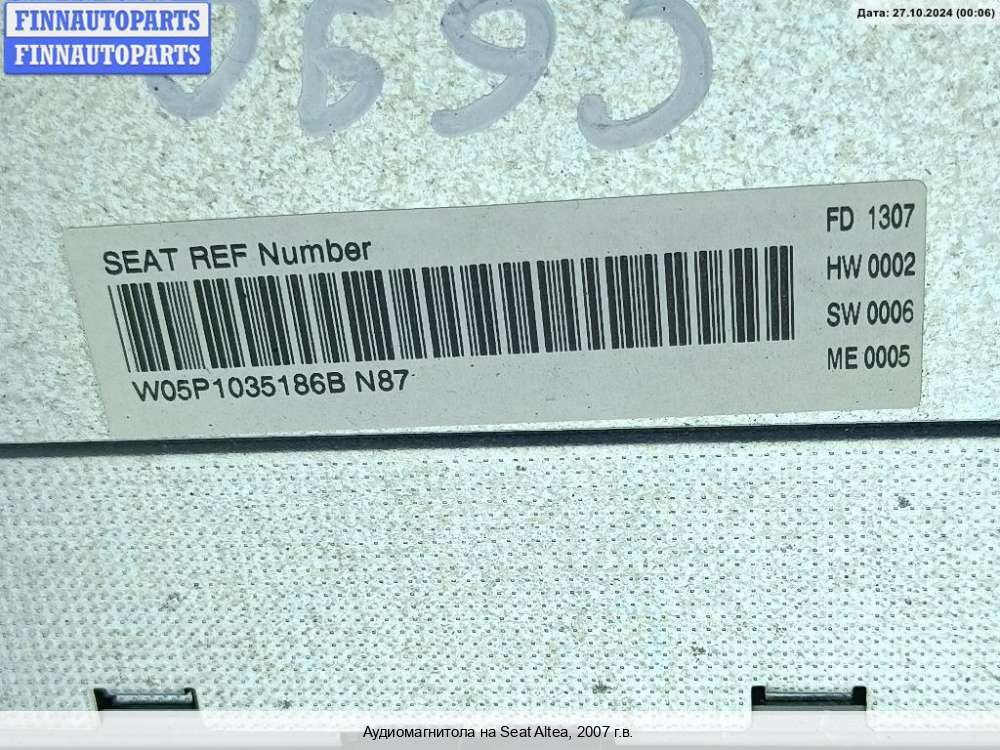 FINNAUTOPARTS
FINNAUTOPARTS
Дата: 27.10.2024 (00:06)
SEAT REF Number
W05P1035186B N87
FD 1307
HW 0002
SW 0006
ME 0005
Аудиомагнитола на Seat Altea, 2007 г.в.